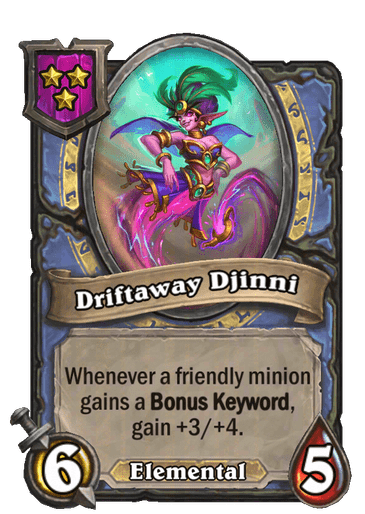 Driftaway Djinni
Whenever a friendly minion
gains a Bonus Keyword,
gain +3/+4.
6
Elemental
5